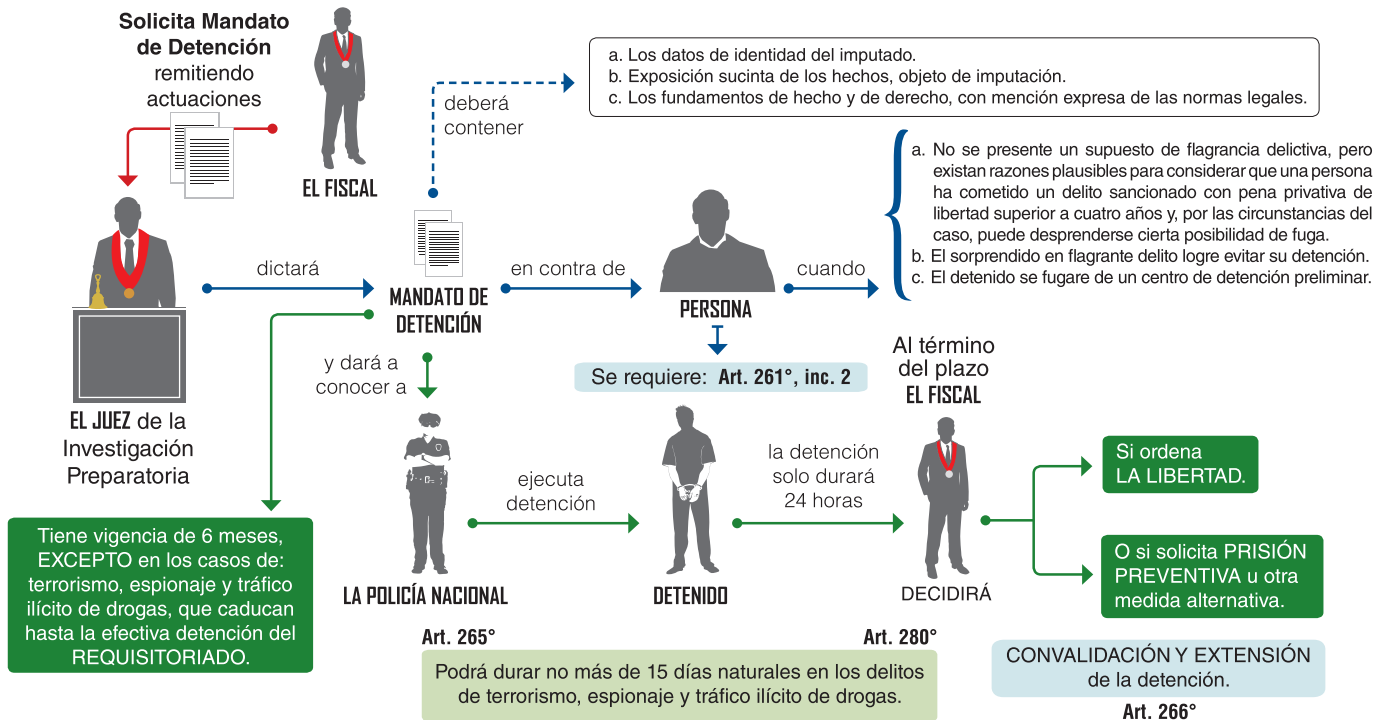 Solicita Mandato
de Detención
remitiendo
actuaciones
EL FISCAL
deberá
contener
a. Los datos de identidad del imputado.
b. Exposición sucinta de los hechos, objeto de imputación.
c. Los fundamentos de hecho y de derecho, con mención expresa de las normas legales.
EL JUEZ de la
Investigación
Preparatoria
dictará
MANDATO DE
DETENCIÓN
en contra de
PERSONA
cuando
a. No se presente un supuesto de flagrancia delictiva, pero
existan razones plausibles para considerar que una persona
ha cometido un delito sancionado con pena privativa de
libertad superior a cuatro años y, por las circunstancias del
caso, puede desprenderse cierta posibilidad de fuga.
b. El sorprendido en flagrante delito logre evitar su detención.
c. El detenido se fugare de un centro de detención preliminar.
Se requiere: Art. 261°, inc. 2
y dará a
conocer a
Tiene vigencia de 6 meses,
EXCEPTO en los casos de:
terrorismo, espionaje y tráfico
ilícito de drogas, que caducan
hasta la efectiva detención del
REQUISITORIADO.
LA POLICÍA NACIONAL
ejecuta
detención
DETENIDO
la detención
solo durará
24 horas
Al término
del plazo
EL FISCAL
DECIDIRÁ
Si ordena
LA LIBERTAD.
O si solicita PRISIÓN
PREVENTIVA u otra
medida alternativa.
Art. 265°
Art. 280°
Podrá durar no más de 15 días naturales en los delitos
de terrorismo, espionaje y tráfico ilícito de drogas.
CONVALIDACIÓN Y EXTENSIÓN
de la detención.
Art. 266°